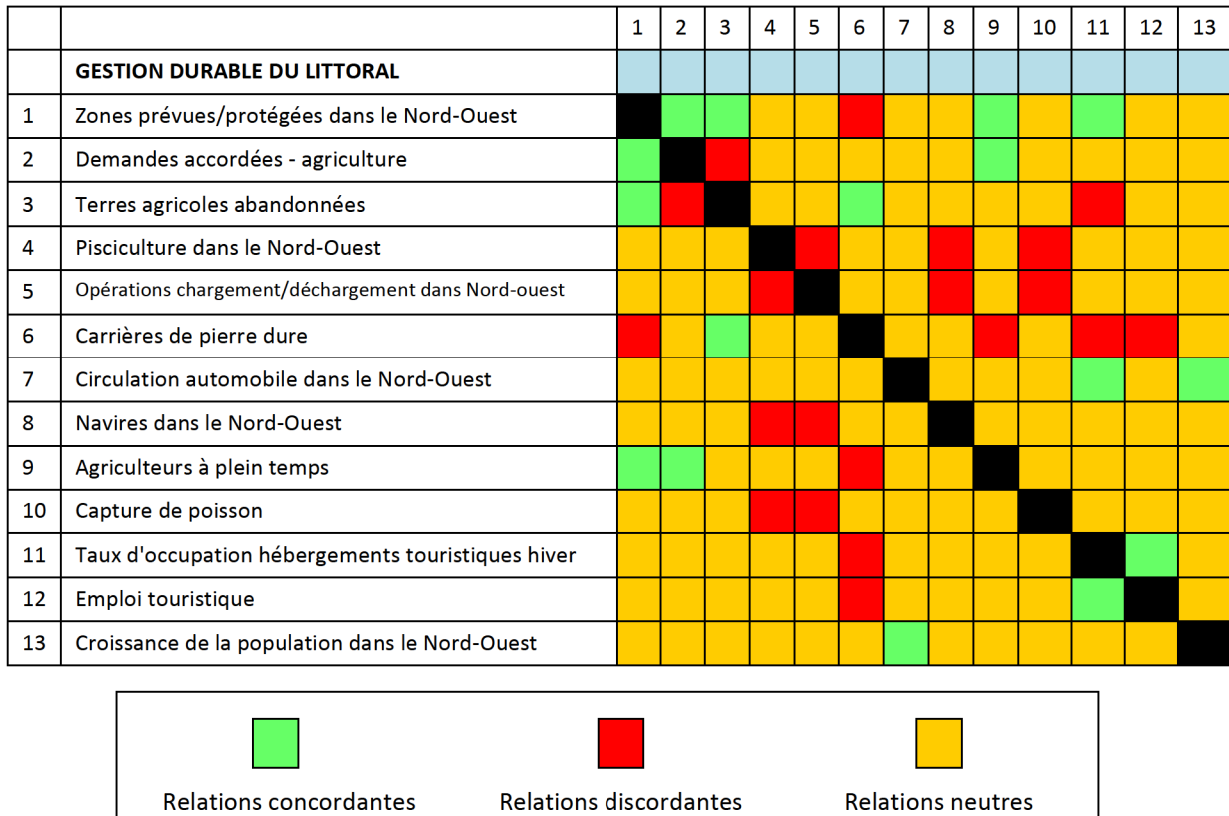 1 2 3 4 5 6 7 8 9 10 11 12 13
GESTION DURABLE DU LITTORAL
1 Zones prévues/protégées dans le Nord-Ouest
2 Demandes accordées - agriculture
3 Terres agricoles abandonnées
4 Pisciculture dans le Nord-Ouest
5 Opérations chargement/déchargement dans Nord-ouest
6 Carrières de pierre dure
7 Circulation automobile dans le Nord-Ouest
8 Navires dans le Nord-Ouest
9 Agriculteurs à plein temps
10 Capture de poisson
11 Taux d'occupation hébergements touristiques hiver
12 Emploi touristique
13 Croissance de la population dans le Nord-Ouest
Relations concordantes Relations discordantes Relations neutres